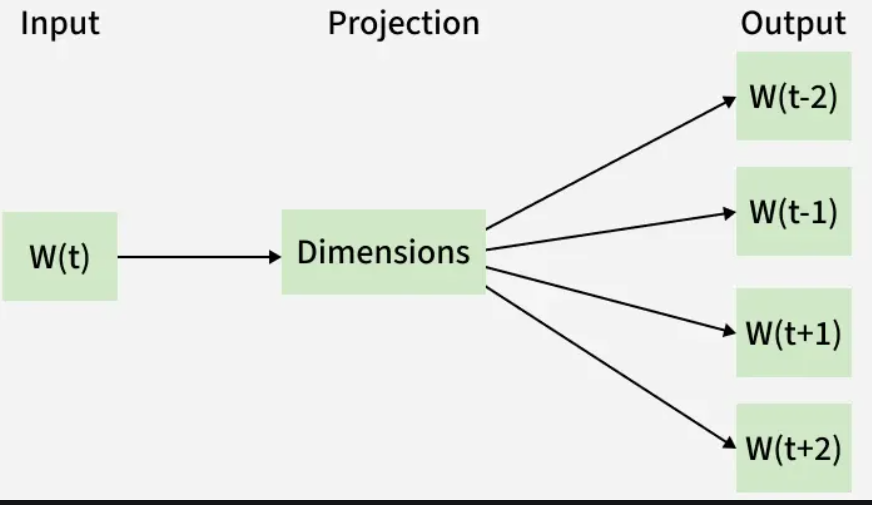 Input
Projection
Output
W(t)
Dimensions
W(t-2)
W(t-1)
W(t+1)
W(t+2)